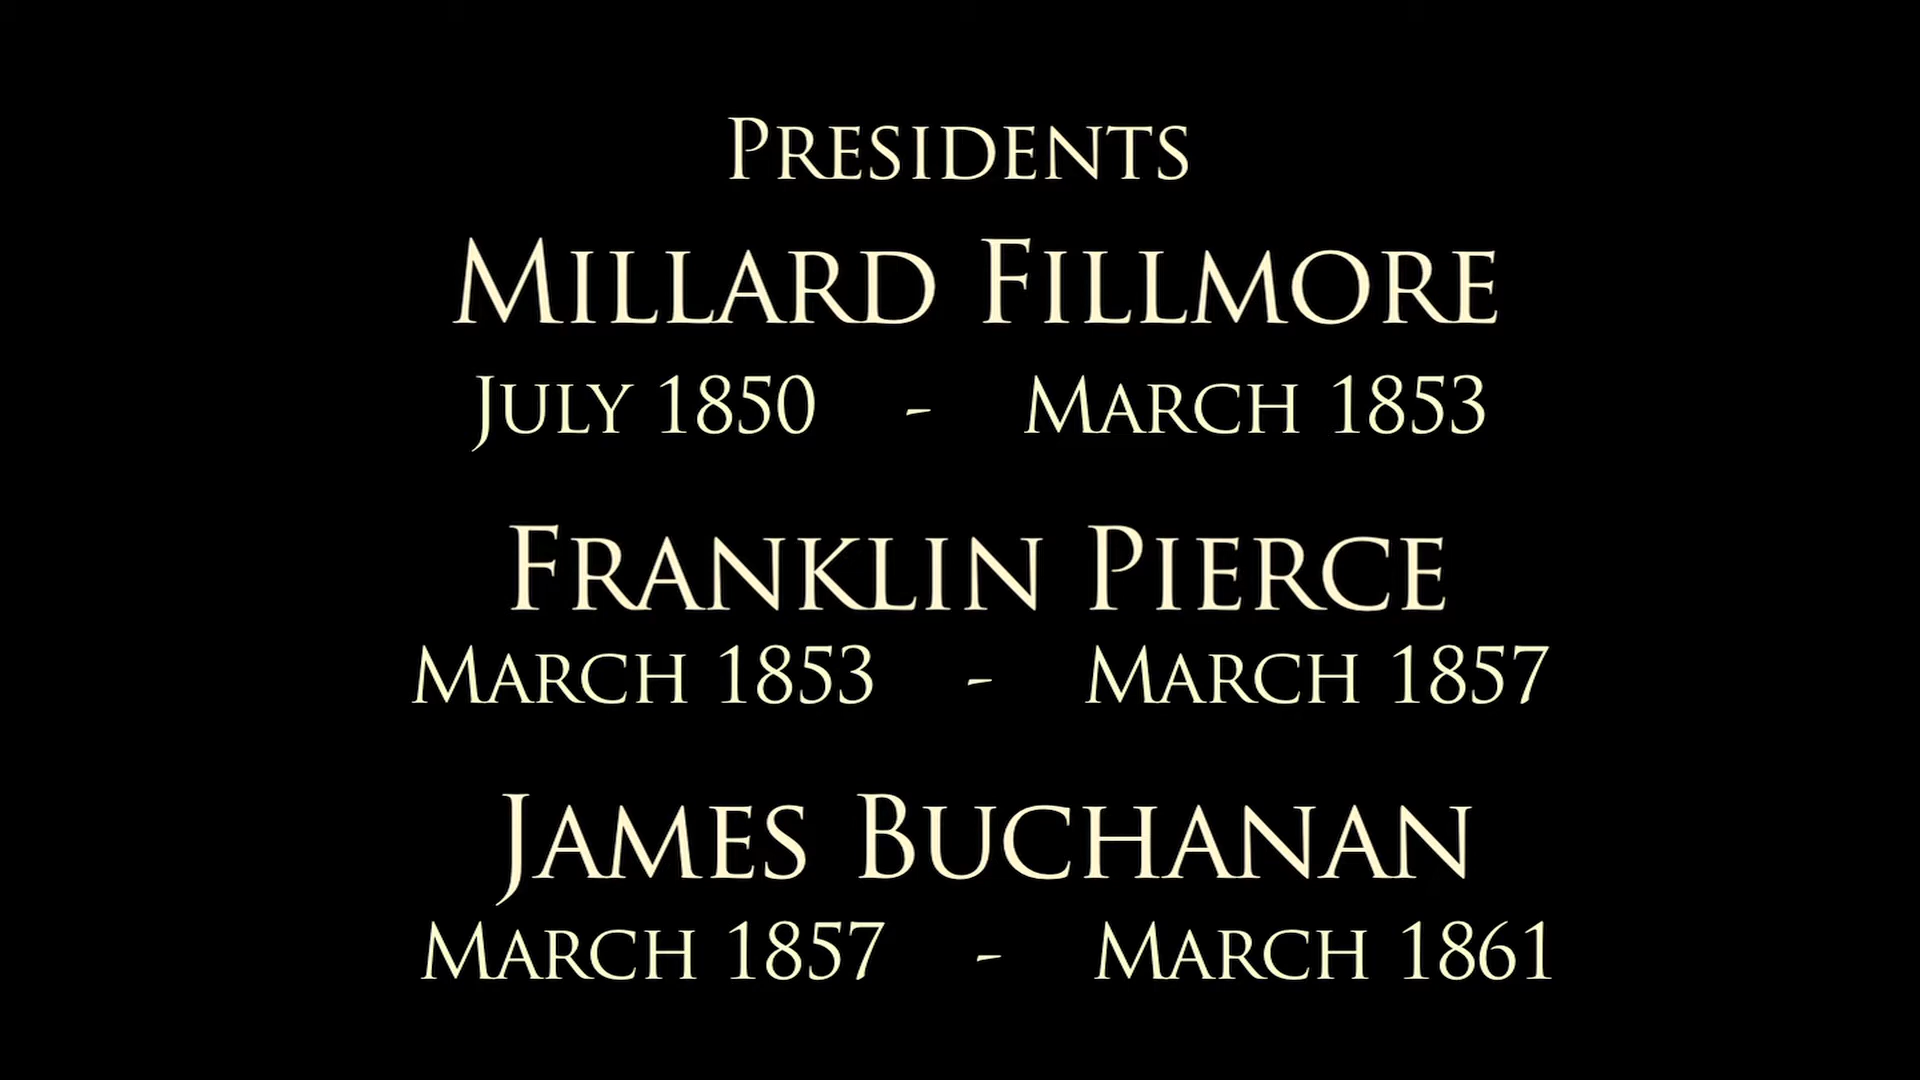 Presidents
Millard Fillmore
July 1850 - March 1853
Franklin Pierce
March 1853 - March 1857
James Buchanan
March 1857 - March 1861